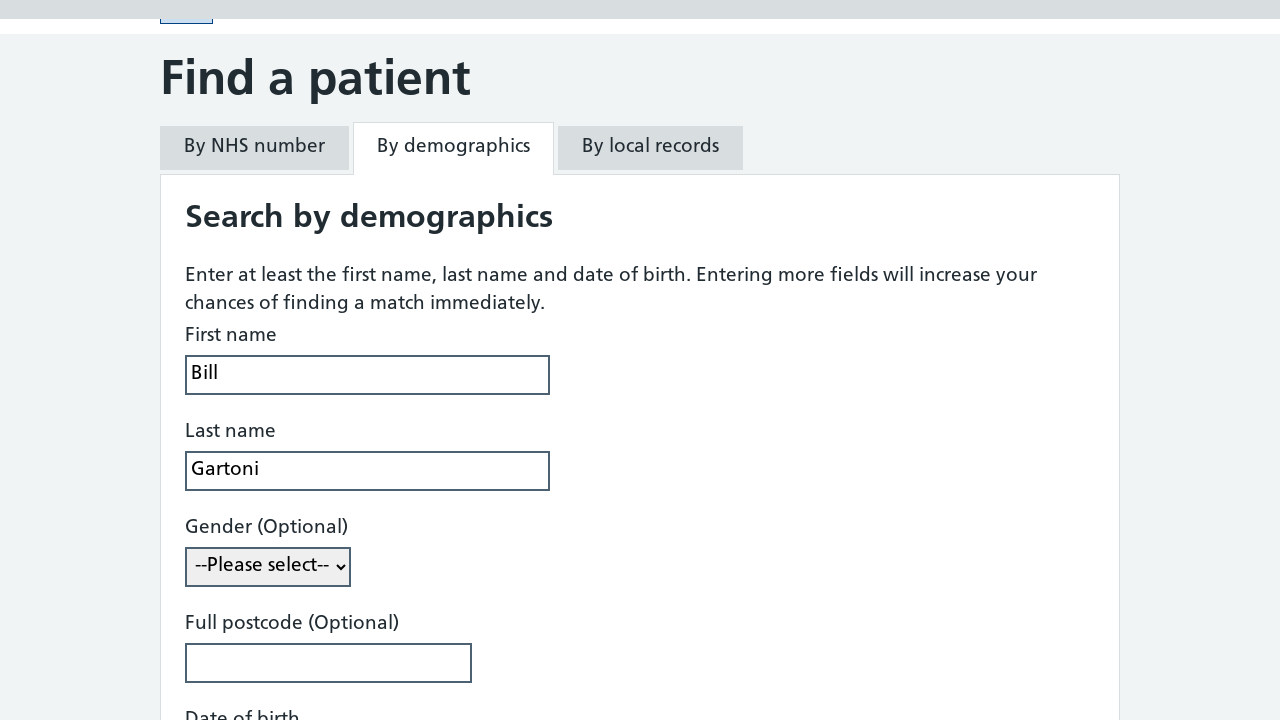 Find a patient
By NHS number
By demographics
By local records
Search by demographics
Enter at least the first name, last name and date of birth. Entering more fields will increase your
chances of finding a match immediately.
First name
Bill
Last name
Gartoni
Gender (Optional)
--Please select--
Full postcode (Optional)
Date of birth